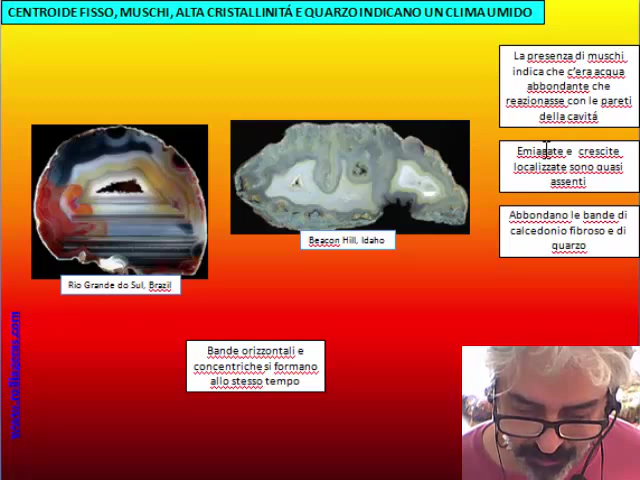 CENTROIDE FISSO, MUSCHI, ALTA CRISTALLINITÁ E QUARZO INDICANO UN CLIMA UMIDO
La presenza di muschi
indica che c'era acqua
abbondante che
reazionasse con le pareti
della cavitá
Emiagate e crescite
localizzate sono quasi
assenti
Abbondano le bande di
calcedonio fibroso e di
quarzo
Beacon Hill, Idaho
Rio Grande do Sul, Brazil
Bande orizzontali e
concentriche si formano
allo stesso tempo